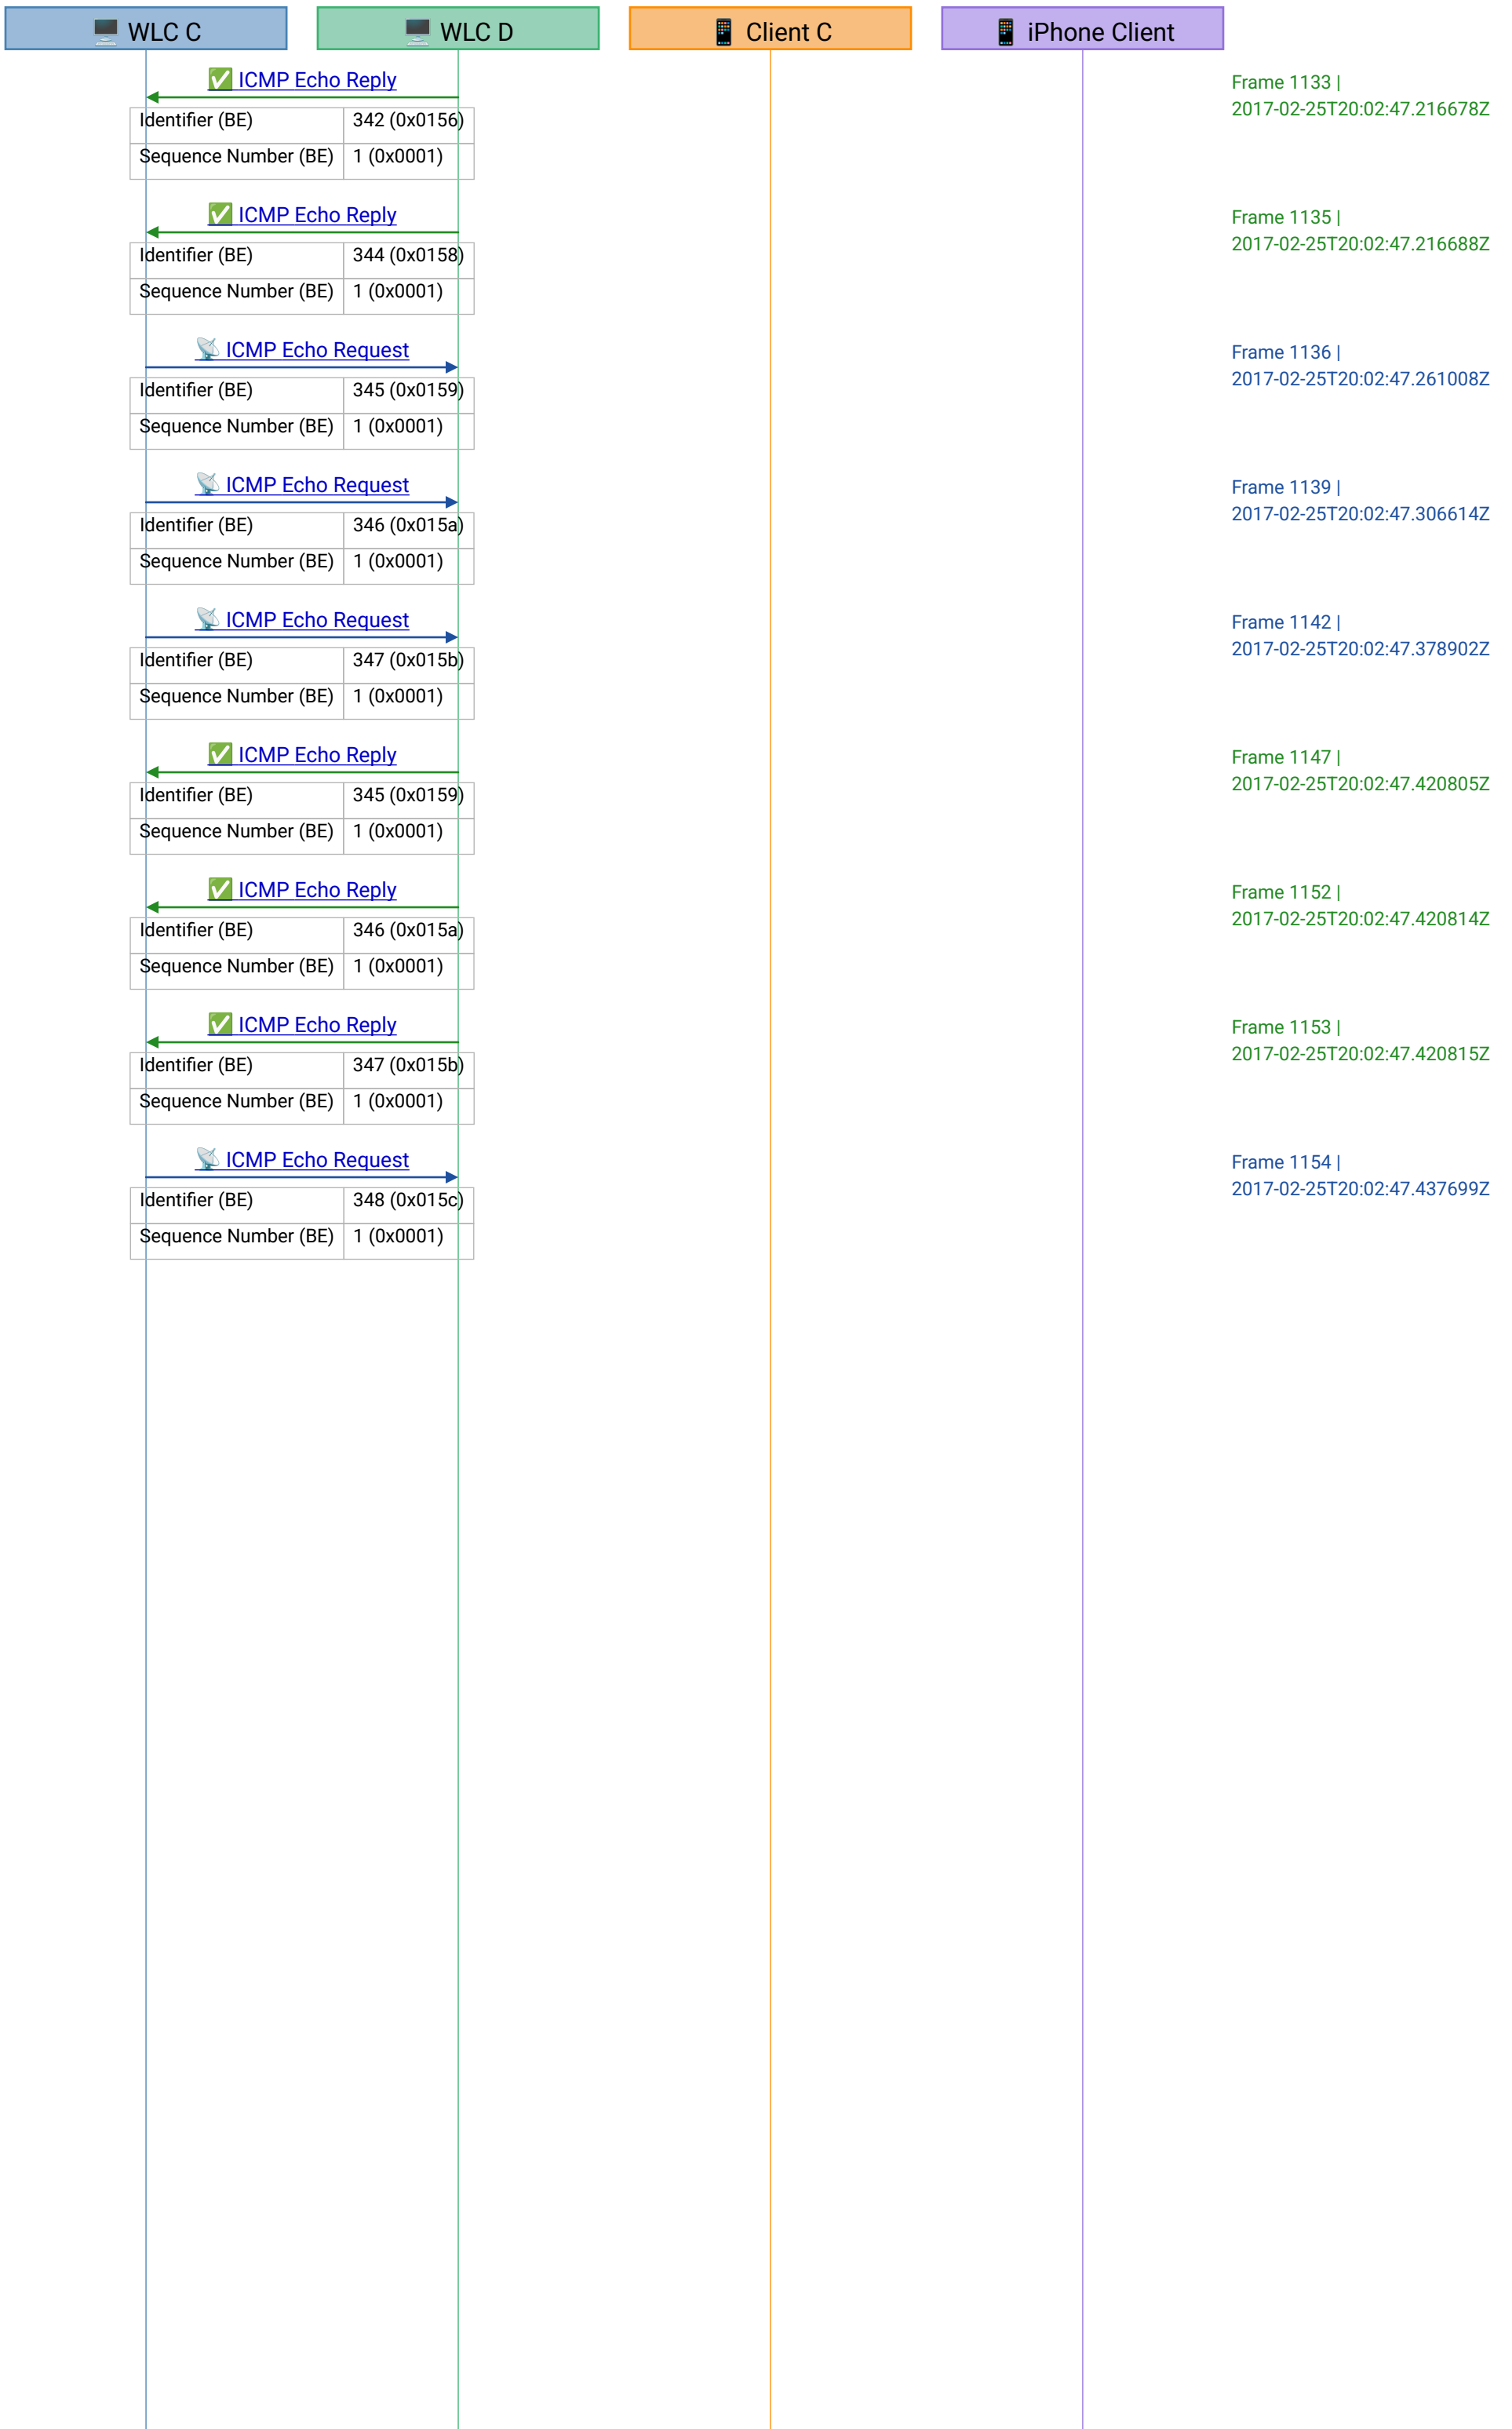 WLC C
WLC D
Client C
iPhone Client
ICMP Echo Reply
Frame 1133 |
2017-02-25T20:02:47.216678Z
Identifier (BE) 342 (0x0156)
Sequence Number (BE) 1 (0x0001)
ICMP Echo Reply
Frame 1135 |
2017-02-25T20:02:47.216688Z
Identifier (BE) 344 (0x0158)
Sequence Number (BE) 1 (0x0001)
ICMP Echo Request
Frame 1136 |
2017-02-25T20:02:47.261008Z
Identifier (BE) 345 (0x0159)
Sequence Number (BE) 1 (0x0001)
ICMP Echo Request
Frame 1139 |
2017-02-25T20:02:47.306614Z
Identifier (BE) 346 (0x015a)
Sequence Number (BE) 1 (0x0001)
ICMP Echo Request
Frame 1142 |
2017-02-25T20:02:47.378902Z
Identifier (BE) 347 (0x015b)
Sequence Number (BE) 1 (0x0001)
ICMP Echo Reply
Frame 1147 |
2017-02-25T20:02:47.420805Z
Identifier (BE) 345 (0x0159)
Sequence Number (BE) 1 (0x0001)
ICMP Echo Reply
Frame 1152 |
2017-02-25T20:02:47.420814Z
Identifier (BE) 346 (0x015a)
Sequence Number (BE) 1 (0x0001)
ICMP Echo Reply
Frame 1153 |
2017-02-25T20:02:47.420815Z
Identifier (BE) 347 (0x015b)
Sequence Number (BE) 1 (0x0001)
ICMP Echo Request
Frame 1154 |
2017-02-25T20:02:47.437699Z
Identifier (BE) 348 (0x015c)
Sequence Number (BE) 1 (0x0001)